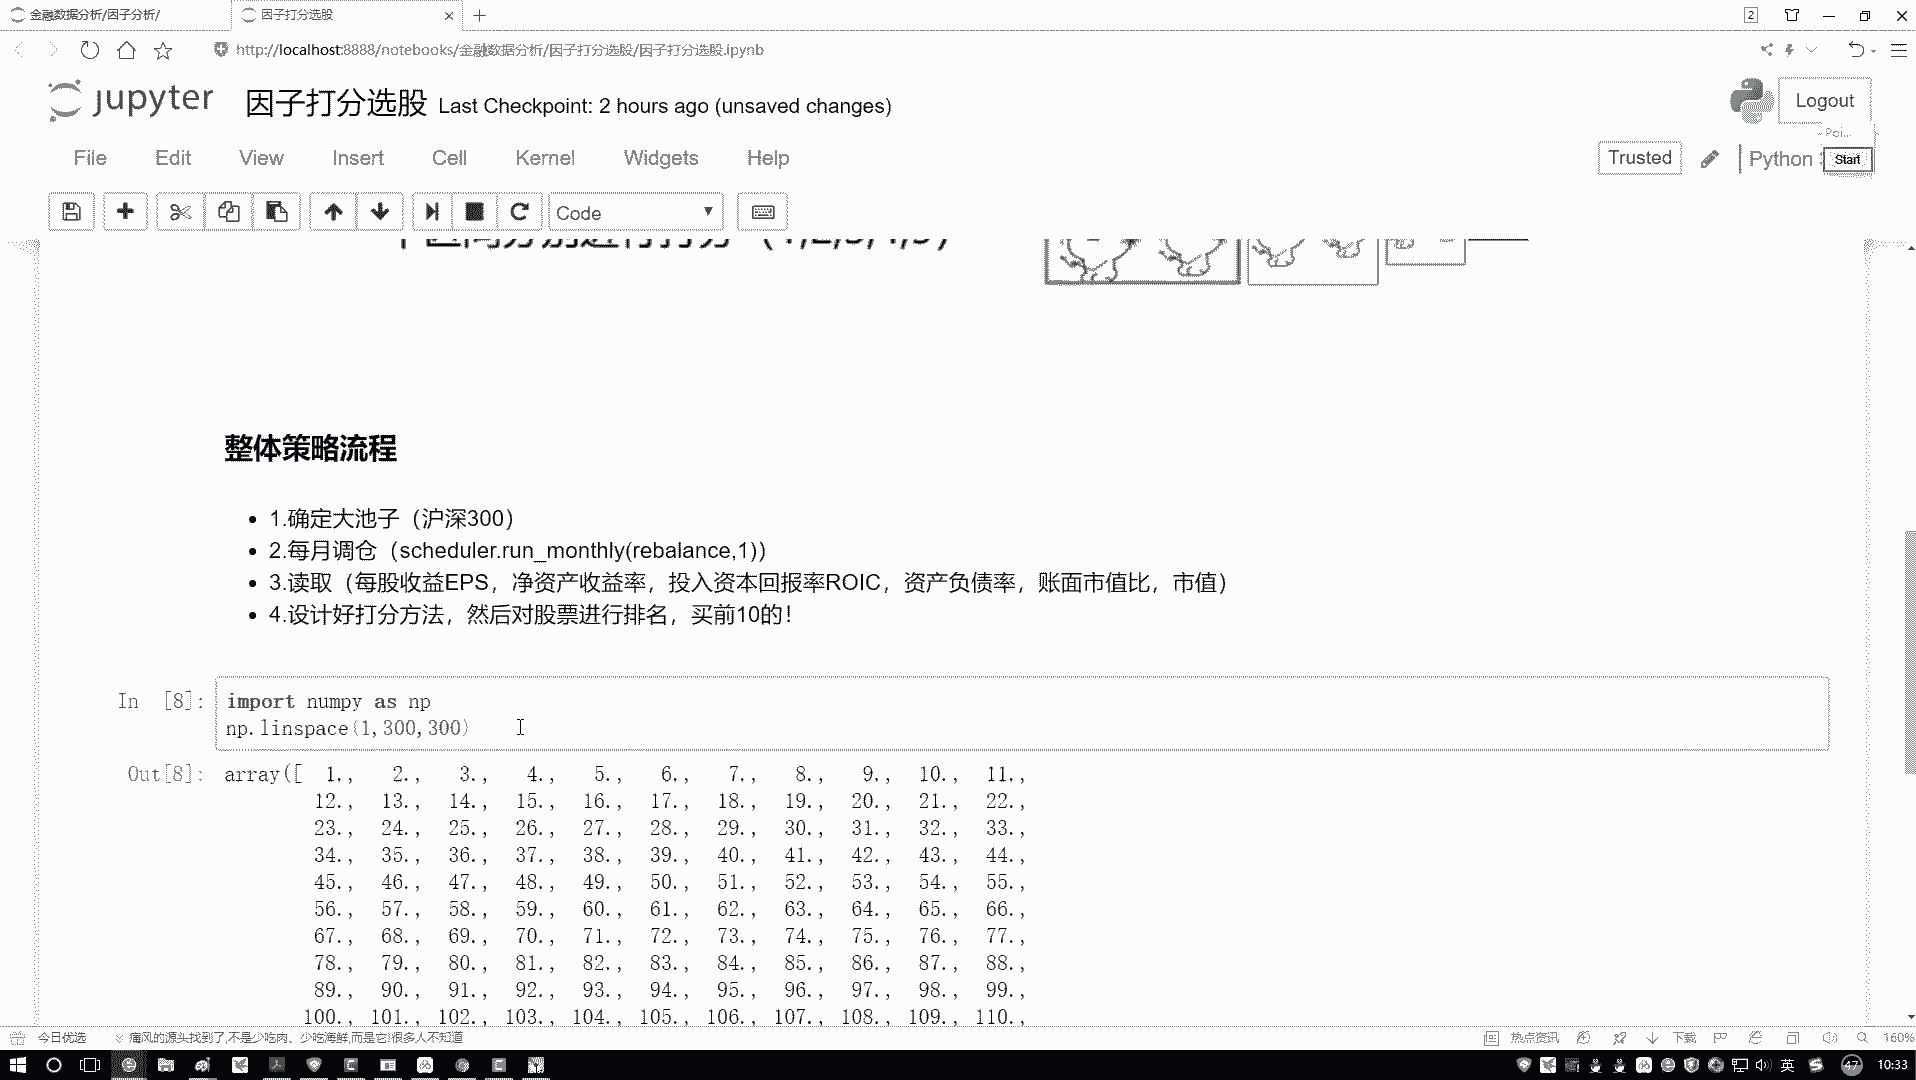 金融数据分析/因子分析/
因子打分选股
2
http://localhost:8888/notebooks/金融数据分析/因子打分选股/因子打分选股.ipynb
jupyter 因子打分选股 Last Checkpoint: 2 hours ago (unsaved changes)
Logout
Poi...
File Edit View Insert Cell Kernel Widgets Help
Trusted Python Start
Code
整体策略流程
1.确定大池子（沪深300）
2.每月调仓（scheduler.run_monthly(rebalance,1)）
3.读取（每股收益EPS，净资产收益率，投入资本回报率ROIC，资产负债率，账面市值比，市值）
4.设计好打分方法，然后对股票进行排名，买前10的！
In [8]: import numpy as np
np.linspace(1,300,300)
Out[8]: array([ 1., 2., 3., 4., 5., 6., 7., 8., 9., 10., 11.,
12., 13., 14., 15., 16., 17., 18., 19., 20., 21., 22.,
23., 24., 25., 26., 27., 28., 29., 30., 31., 32., 33.,
34., 35., 36., 37., 38., 39., 40., 41., 42., 43., 44.,
45., 46., 47., 48., 49., 50., 51., 52., 53., 54., 55.,
56., 57., 58., 59., 60., 61., 62., 63., 64., 65., 66.,
67., 68., 69., 70., 71., 72., 73., 74., 75., 76., 77.,
78., 79., 80., 81., 82., 83., 84., 85., 86., 87., 88.,
89., 90., 91., 92., 93., 94., 95., 96., 97., 98., 99.,
100., 101., 102., 103., 104., 105., 106., 107., 108., 109., 110.,
今日优选 痛风的源头找到了,不是少吃肉、少吃海鲜,而是它!很多人不知道
热点资讯 下载 160%
英 47 10:33